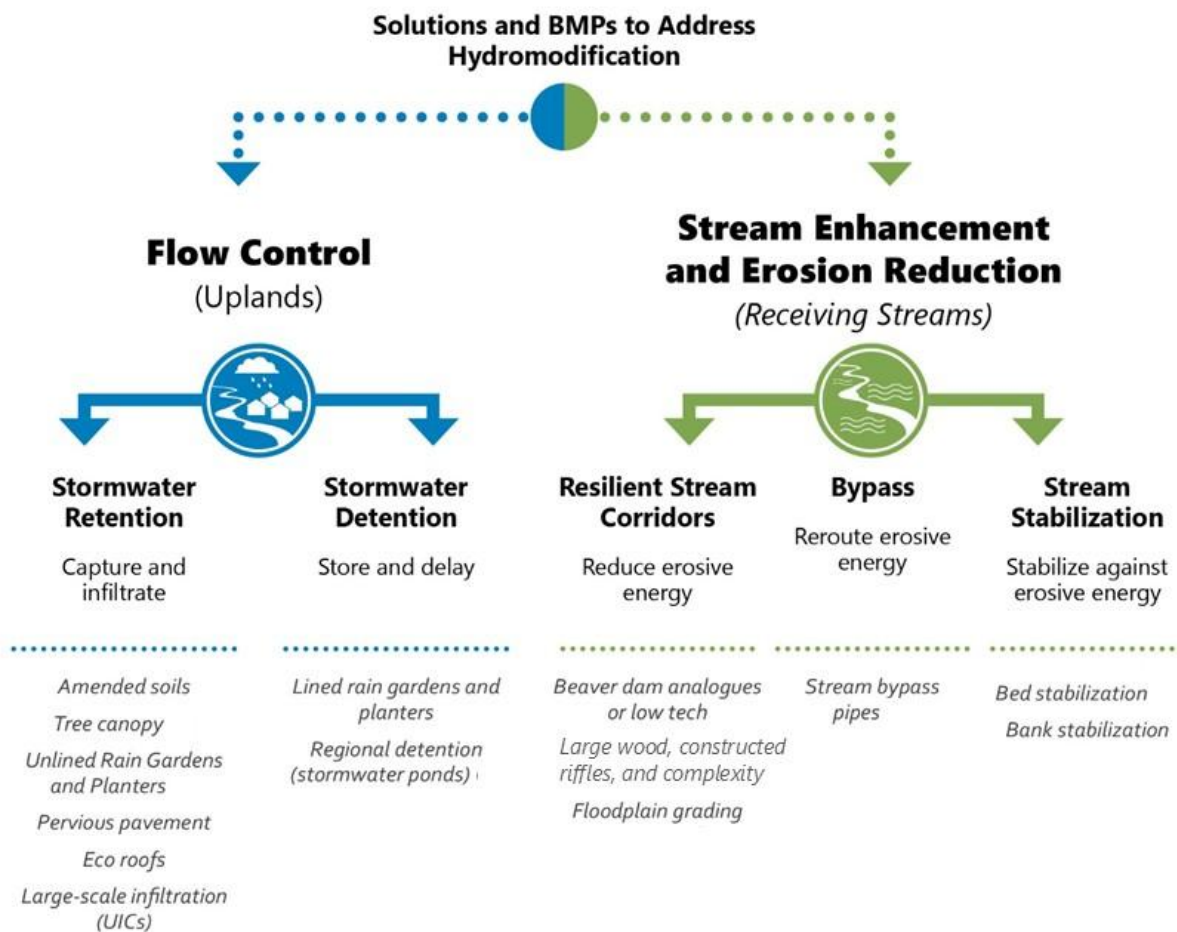 Solutions and BMPs to Address
Hydromodification
Flow Control
(Uplands)
Stream Enhancement
and Erosion Reduction
(Receiving Streams)
Stormwater
Retention
Capture and
infiltrate
Amended soils
Tree canopy
Unlined Rain Gardens
and Planters
Pervious pavement
Eco roofs
Large-scale infiltration
(UICs)
Stormwater
Detention
Store and delay
Lined rain gardens and
planters
Regional detention
(stormwater ponds) (
Resilient Stream
Corridors
Reduce erosive
energy
Beaver dam analogues
or low tech
Large wood, constructed
riffles, and complexity
Floodplain grading
Bypass
Reroute erosive
energy
Stream bypass
pipes
Stream
Stabilization
Stabilize against
erosive energy
Bed stabilization
Bank stabilization